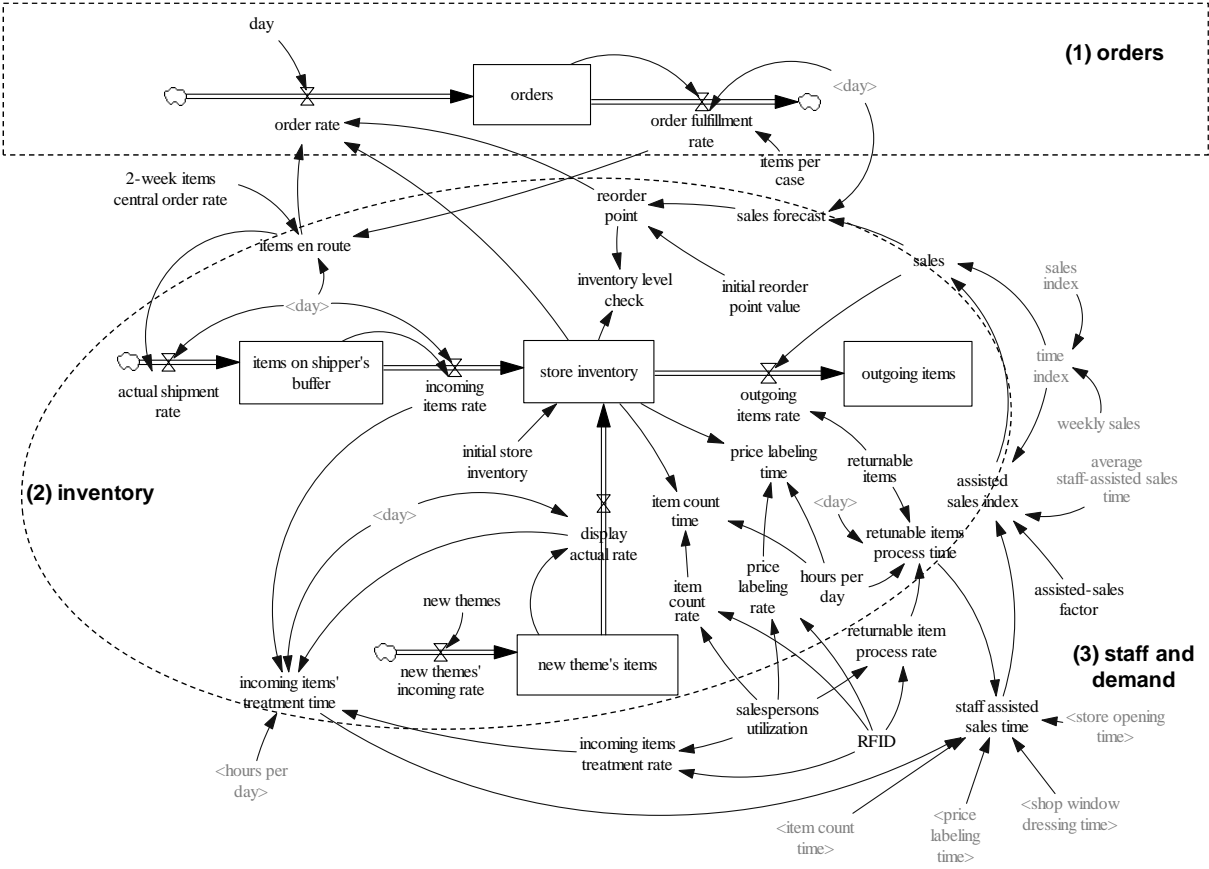 day
(1) orders
orders
<day>
order rate
order fulfillment
rate
items per
case
2-week items
central order rate
reorder
point
sales forecast
items en route
sales
inventory level
check
initial reorder
point value
sales
index
<day>
time
index
items on shipper's
buffer
store inventory
outgoing items
actual shipment
rate
incoming
items rate
outgoing
items rate
weekly sales
initial store
inventory
price labeling
time
returnable
items
average
staff-assisted sales
time
(2) inventory
assisted
sales index
item count
time
<day>
<day>
display
actual rate
retunable items
process time
item
count
rate
price
labeling
rate
hours per
day
assisted-sales
factor
new themes
returnable item
process rate
new themes'
incoming rate
new theme's items
(3) staff and
demand
incoming items'
treatment time
salespersons
utilization
staff assisted
sales time
<store opening
time>
RFID
incoming items
treatment rate
<hours per
day>
<item count
time>
<price
labeling
time>
<shop window
dressing time>